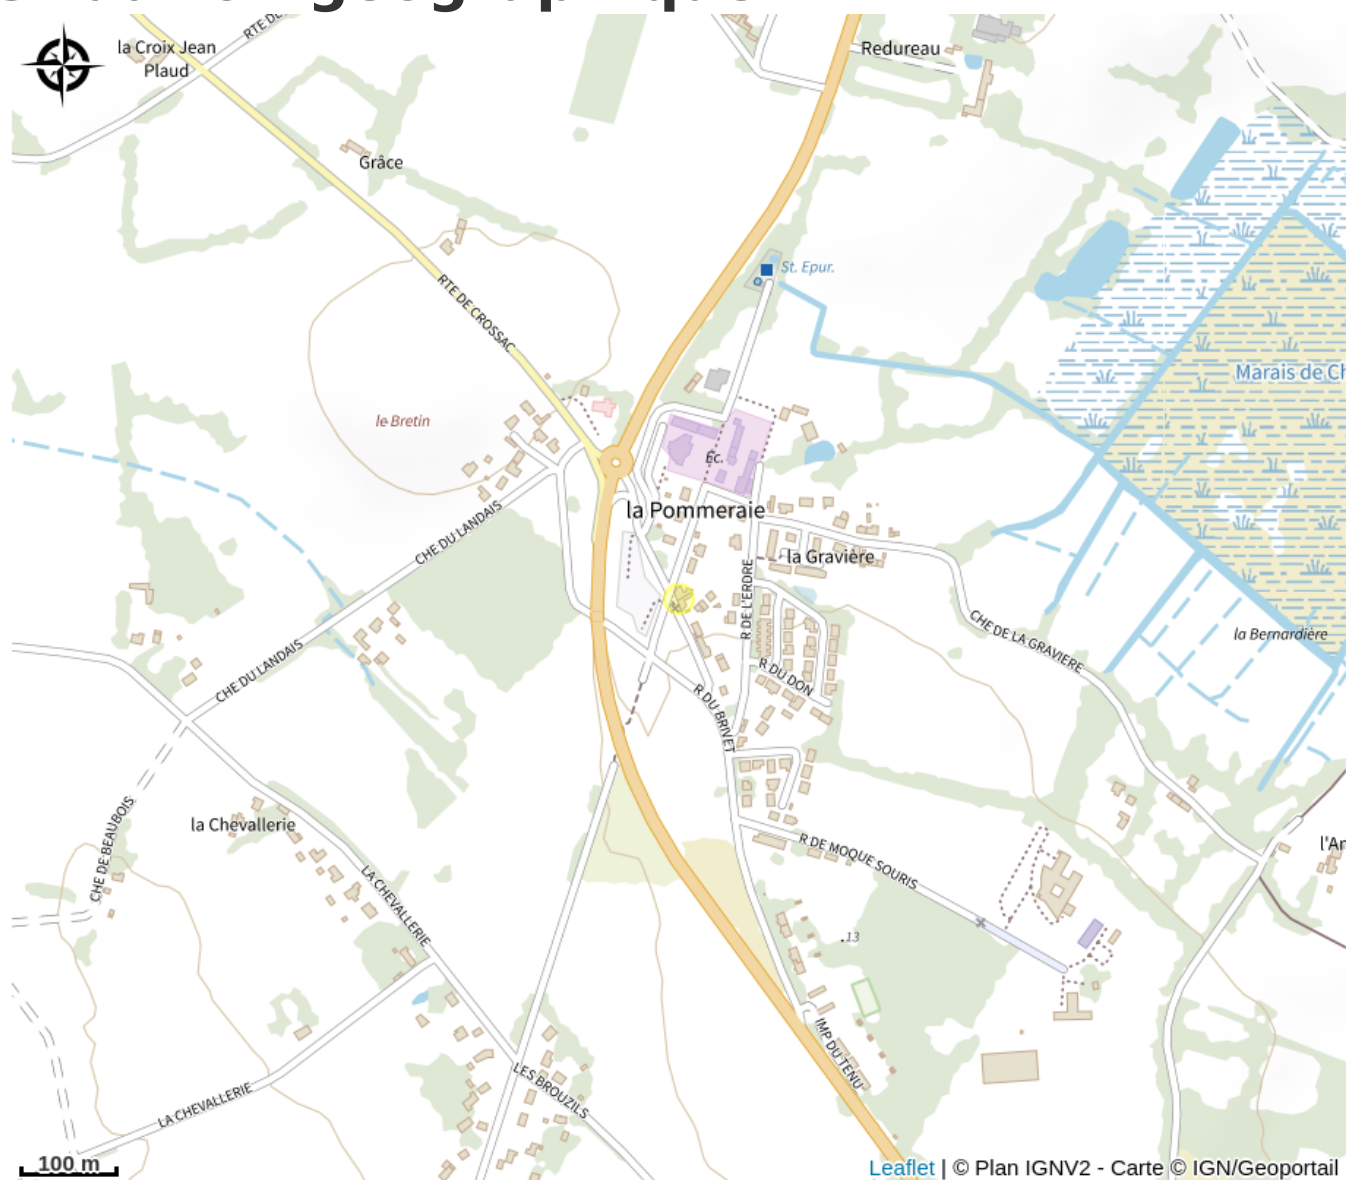 la Croix Jean
Plaud
Redureau
Grâce
St. Epur.
RTE DE CROSSAC
Marais de Ch
le Bretin
Éc.
la Pommeraie
CHE DU LANDAIS
la Gravière
R DE L'ERDRE
CHE DE LA GRAVIERE
la Bernardière
CHE DU LANDAIS
R DU DON
R DU BRIVET
CHE DE BEAUBOIS
la Chevallerie
R DE MOQUE SOURIS
l'An
LA CHEVALLERIE
.13
IMP DU TENU
LES BROUZILS
LA CHEVALLERIE
100 m
Leaflet | © Plan IGNV2 - Carte © IGN/Geoportail